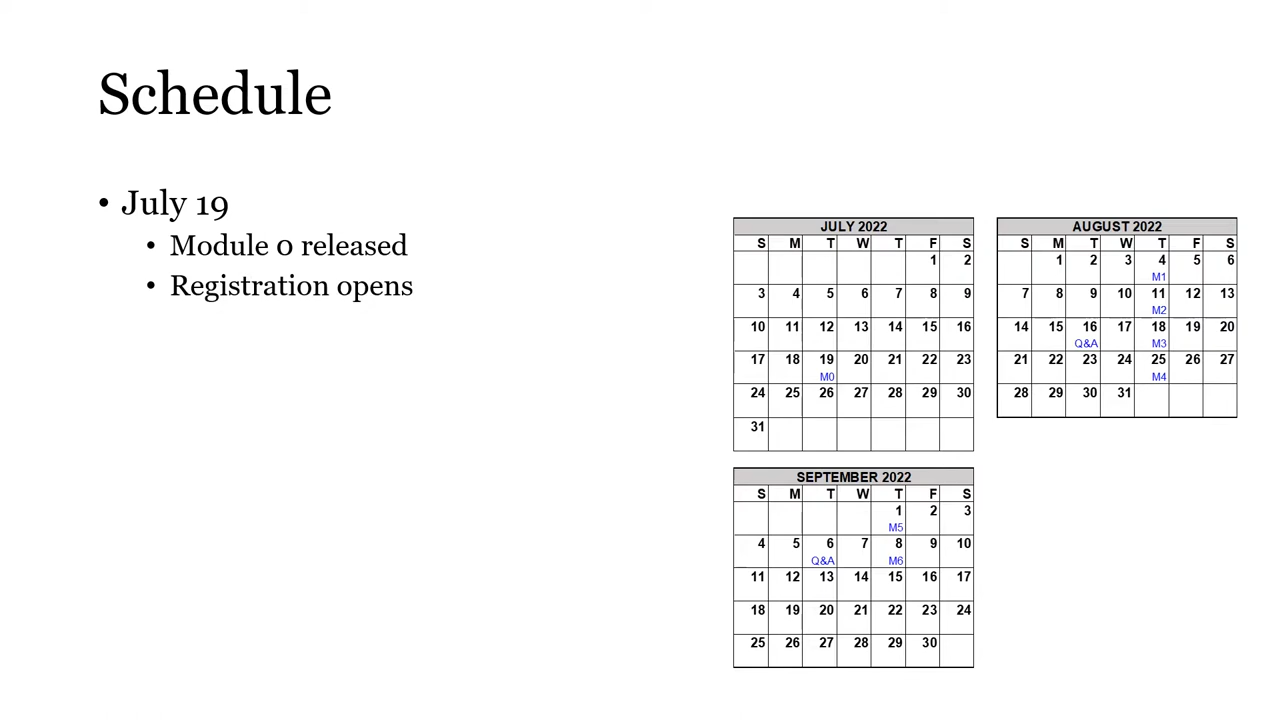 Schedule
• July 19
• Module 0 released
• Registration opens
JULY 2022
S M T W T F S
1 2
3 4 5 6 7 8 9
10 11 12 13 14 15 16
17 18 19 20 21 22 23
M0
24 25 26 27 28 29 30
31
AUGUST 2022
S M T W T F S
1 2 3 4 5 6
M1
7 8 9 10 11 12 13
M2
14 15 16 17 18 19 20
Q&A M3
21 22 23 24 25 26 27
M4
28 29 30 31
SEPTEMBER 2022
S M T W T F S
1 2 3
M5
4 5 6 7 8 9 10
Q&A M6
11 12 13 14 15 16 17
18 19 20 21 22 23 24
25 26 27 28 29 30